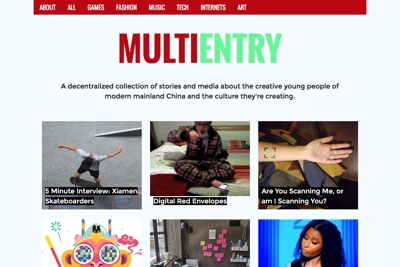 ABOUT ALL GAMES FASHION MUSIC TECH INTERNETS ART
MULTIENTRY
A decentralized collection of stories and media about the creative young people of
modern mainland China and the culture they're creating.
5 Minute Interview: Xiamen
Skateboarders
Digital Red Envelopes
Are You Scanning Me, or
am I Scanning You?